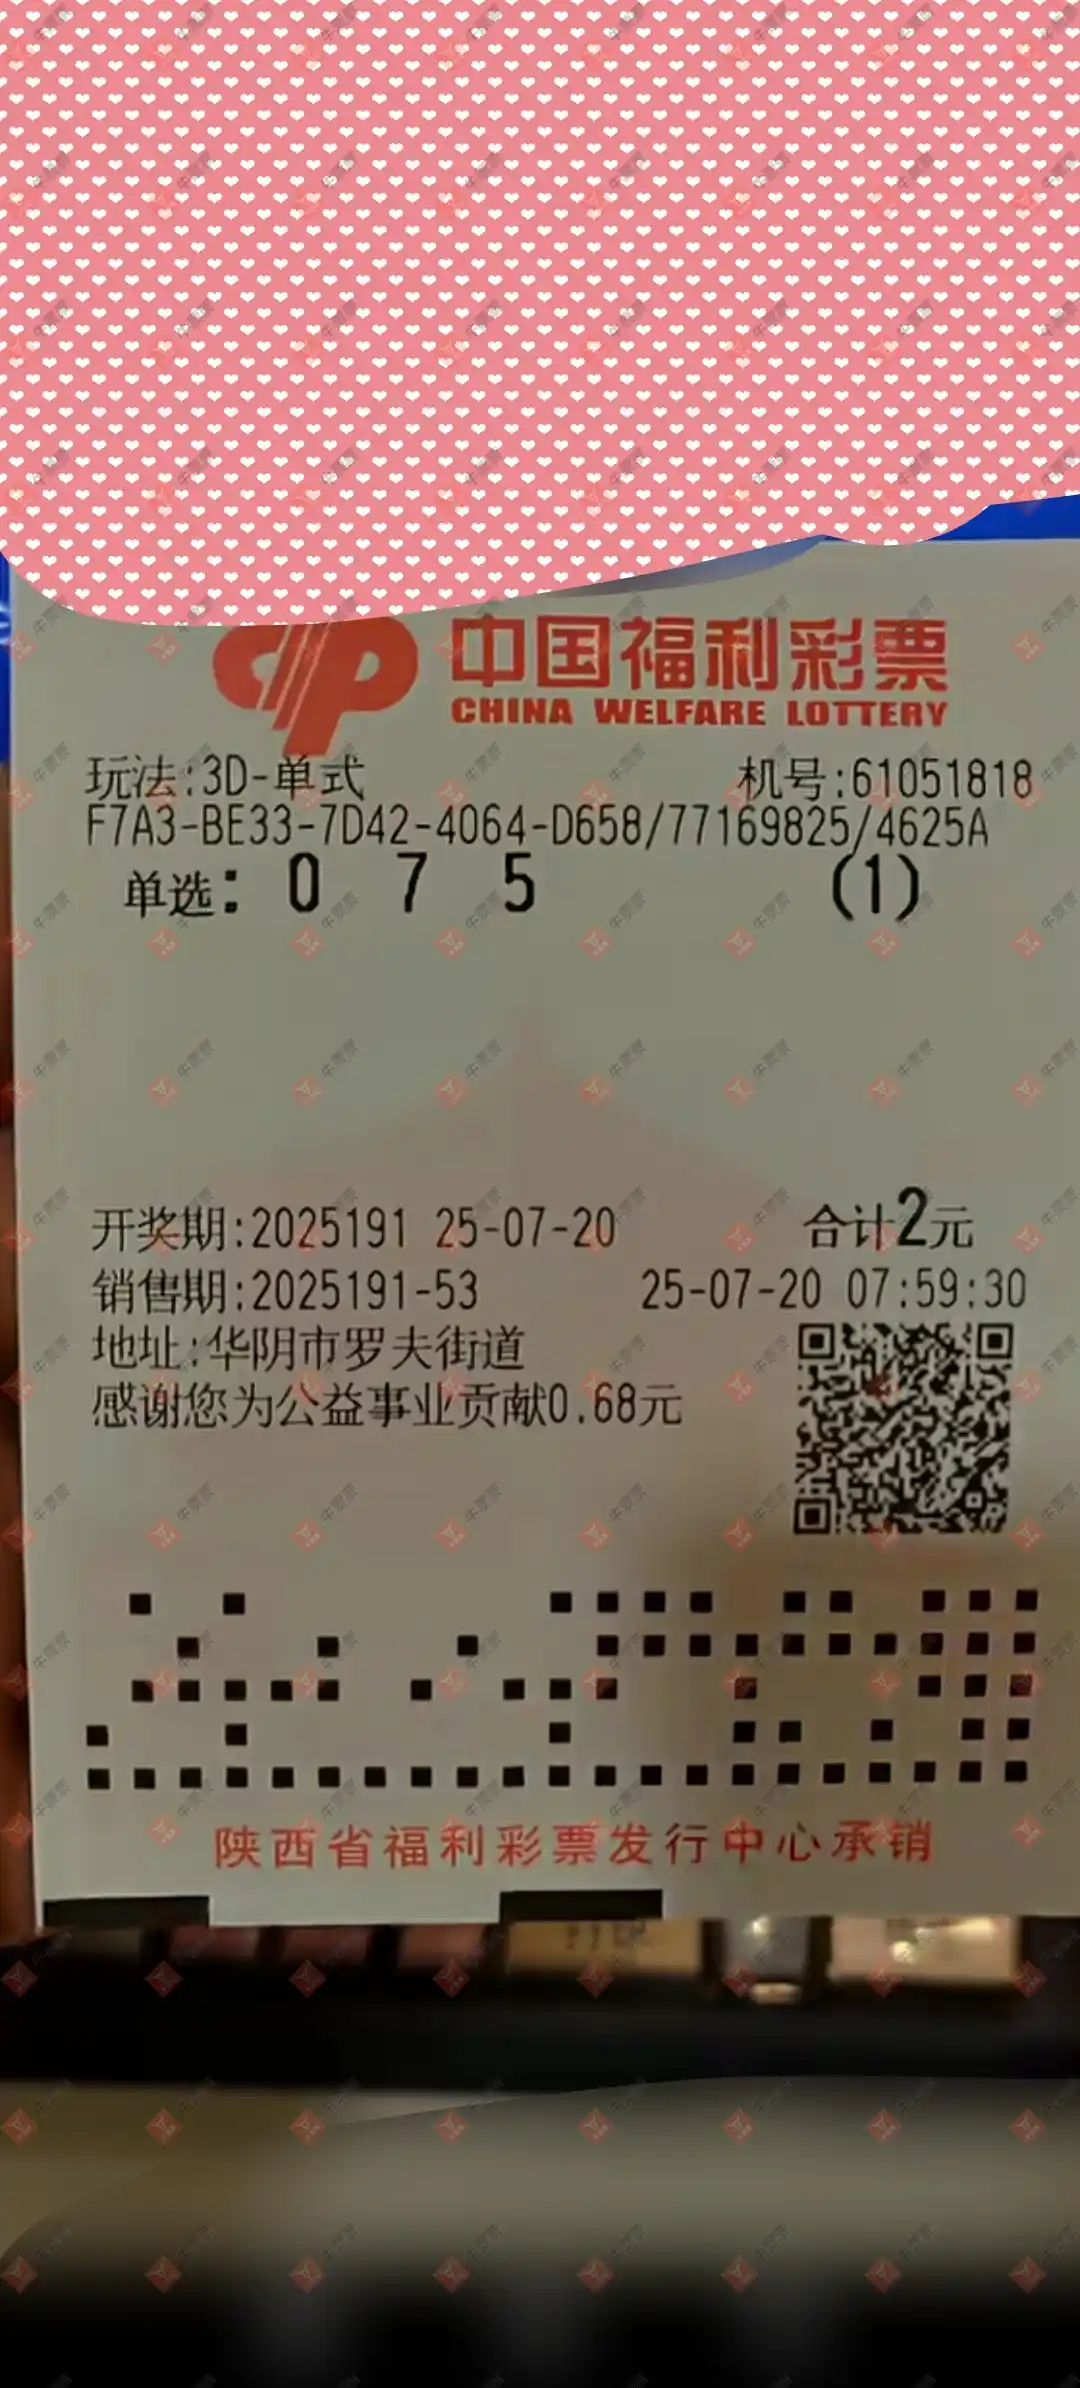 中国福利彩票
CHINA WELFARE LOTTERY
玩法:3D-单式 机号:61051818
F7A3-BE33-7D42-4064-D658/77169825/4625A
单选: 0 7 5 (1)
开奖期:2025191 25-07-20 合计2元
销售期:2025191-53 25-07-20 07:59:30
地址:华阴市罗夫街道
感谢您为公益事业贡献0.68元
陕西省福利彩票发行中心承销